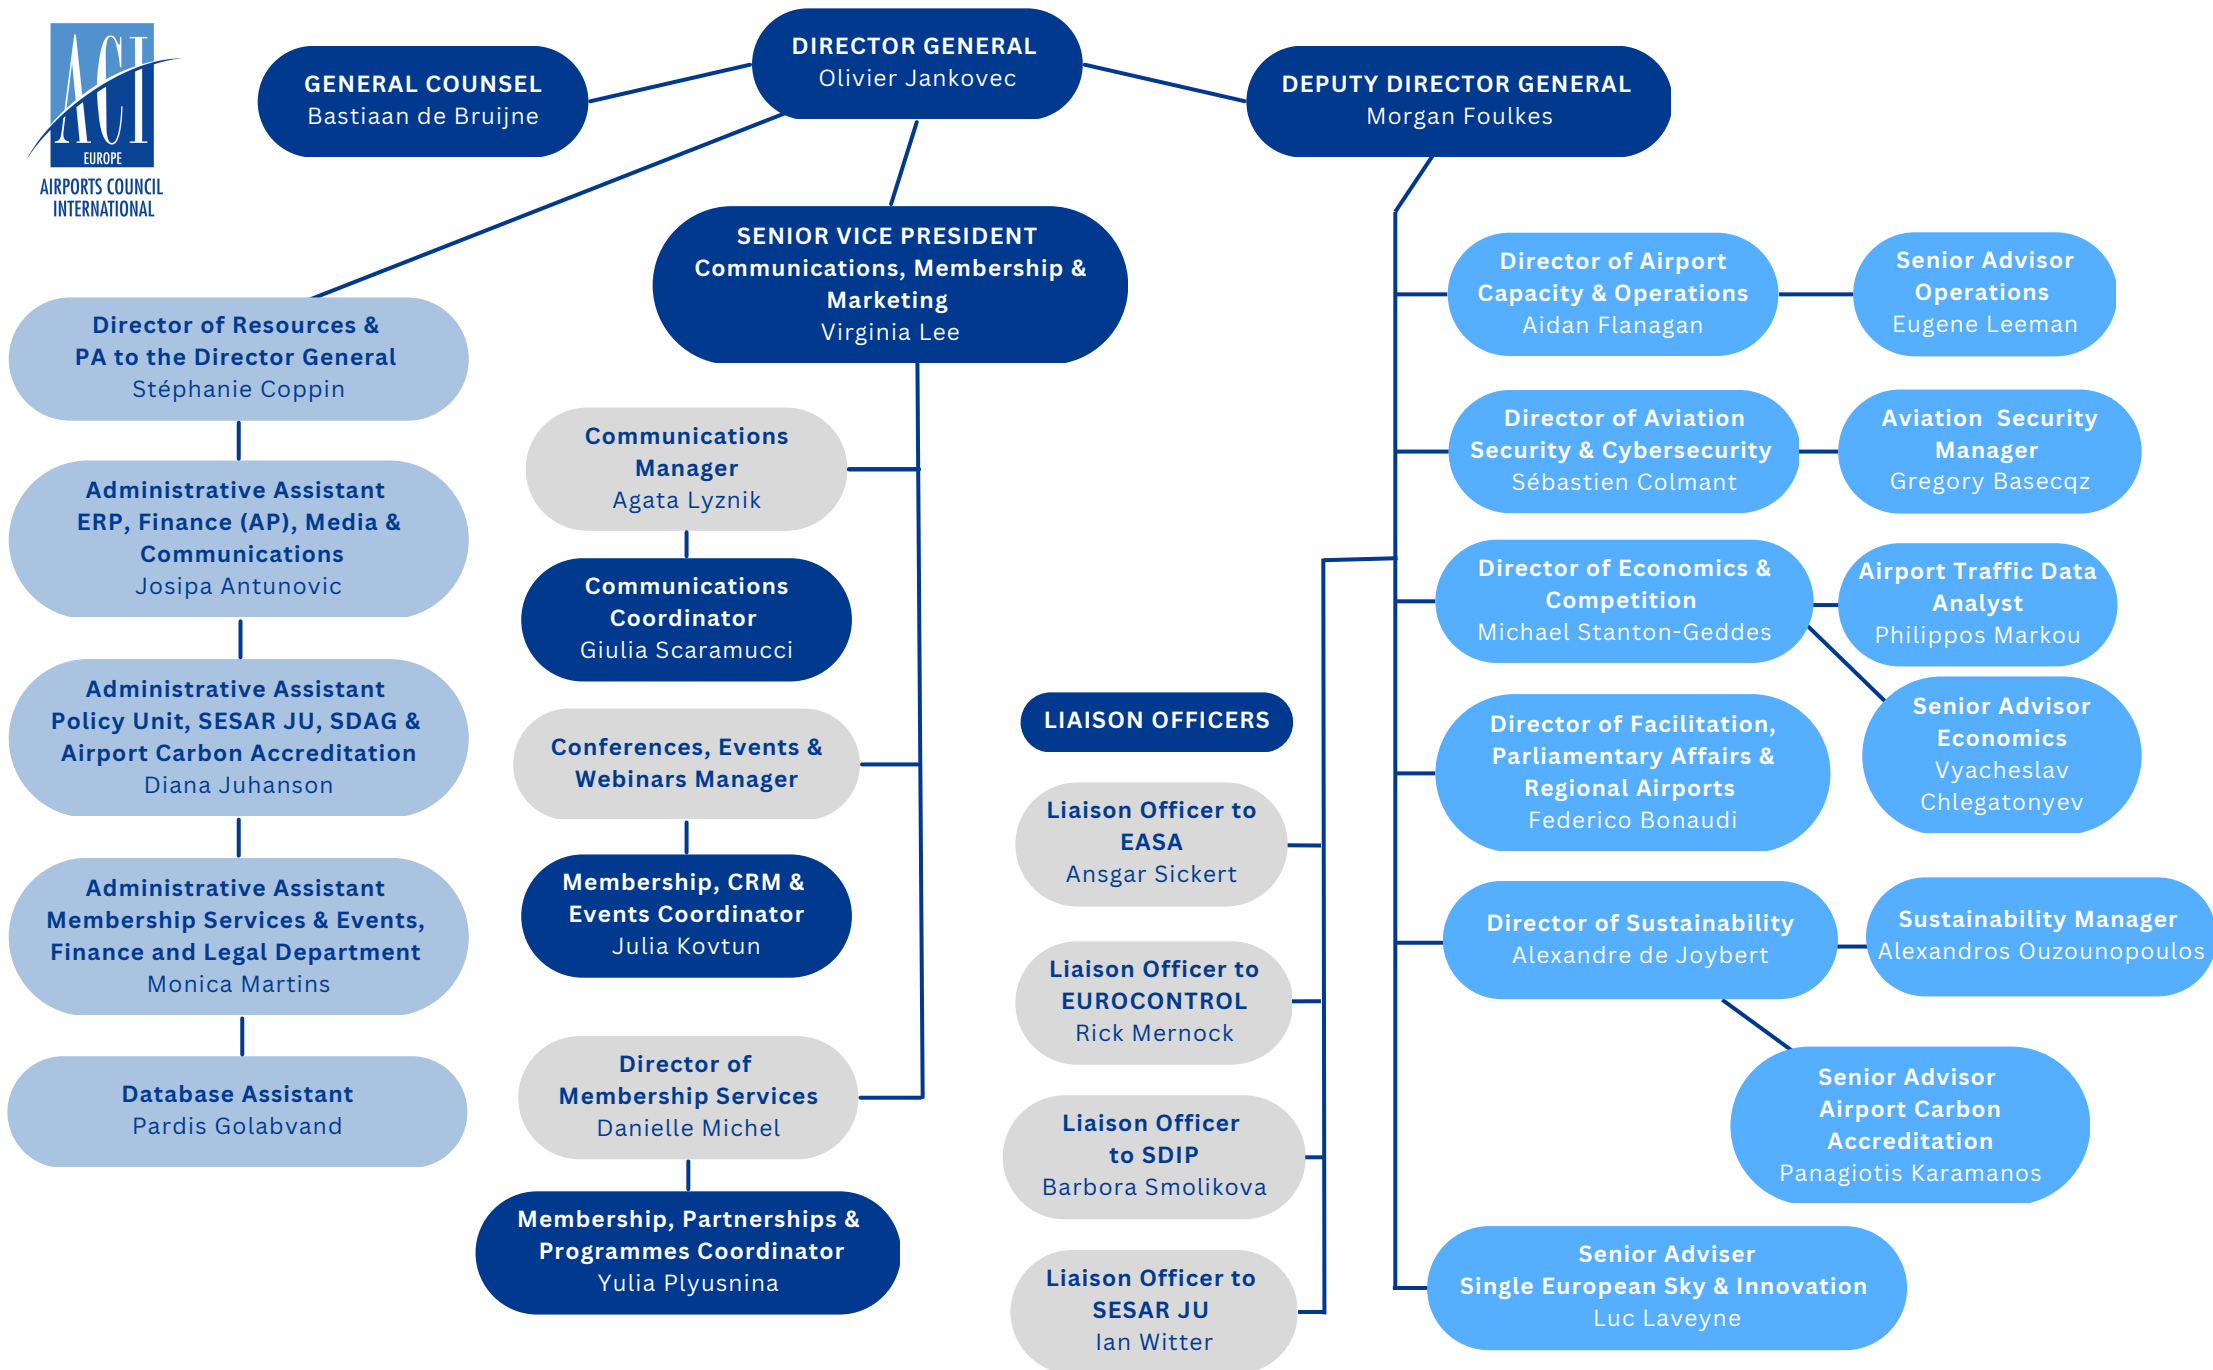 ACI
EUROPE
AIRPORTS COUNCIL
INTERNATIONAL
GENERAL COUNSEL
Bastiaan de Bruijne
DIRECTOR GENERAL
Olivier Jankovec
DEPUTY DIRECTOR GENERAL
Morgan Foulkes
SENIOR VICE PRESIDENT
Communications, Membership &
Marketing
Virginia Lee
Director of Resources &
PA to the Director General
Stéphanie Coppin
Administrative Assistant
ERP, Finance (AP), Media &
Communications
Josipa Antunovic
Administrative Assistant
Policy Unit, SESAR JU, SDAG &
Airport Carbon Accreditation
Diana Juhanson
Administrative Assistant
Membership Services & Events,
Finance and Legal Department
Monica Martins
Database Assistant
Pardis Golabvand
Communications
Manager
Agata Lyznik
Communications
Coordinator
Giulia Scaramucci
Conferences, Events &
Webinars Manager
Membership, CRM &
Events Coordinator
Julia Kovtun
Director of
Membership Services
Danielle Michel
Membership, Partnerships &
Programmes Coordinator
Yulia Plyusnina
LIAISON OFFICERS
Liaison Officer to
EASA
Ansgar Sickert
Liaison Officer to
EUROCONTROL
Rick Mernock
Liaison Officer
to SDIP
Barbora Smolikova
Liaison Officer to
SESAR JU
Ian Witter
Director of Airport
Capacity & Operations
Aidan Flanagan
Senior Advisor
Operations
Eugene Leeman
Director of Aviation
Security & Cybersecurity
Sébastien Colmant
Aviation Security
Manager
Gregory Basecqz
Director of Economics &
Competition
Michael Stanton-Geddes
Airport Traffic Data
Analyst
Philippos Markou
Senior Advisor
Economics
Vyacheslav
Chlegatonyev
Director of Facilitation,
Parliamentary Affairs &
Regional Airports
Federico Bonaudi
Director of Sustainability
Alexandre de Joybert
Sustainability Manager
Alexandros Ouzounopoulos
Senior Advisor
Airport Carbon
Accreditation
Panagiotis Karamanos
Senior Adviser
Single European Sky & Innovation
Luc Laveyne